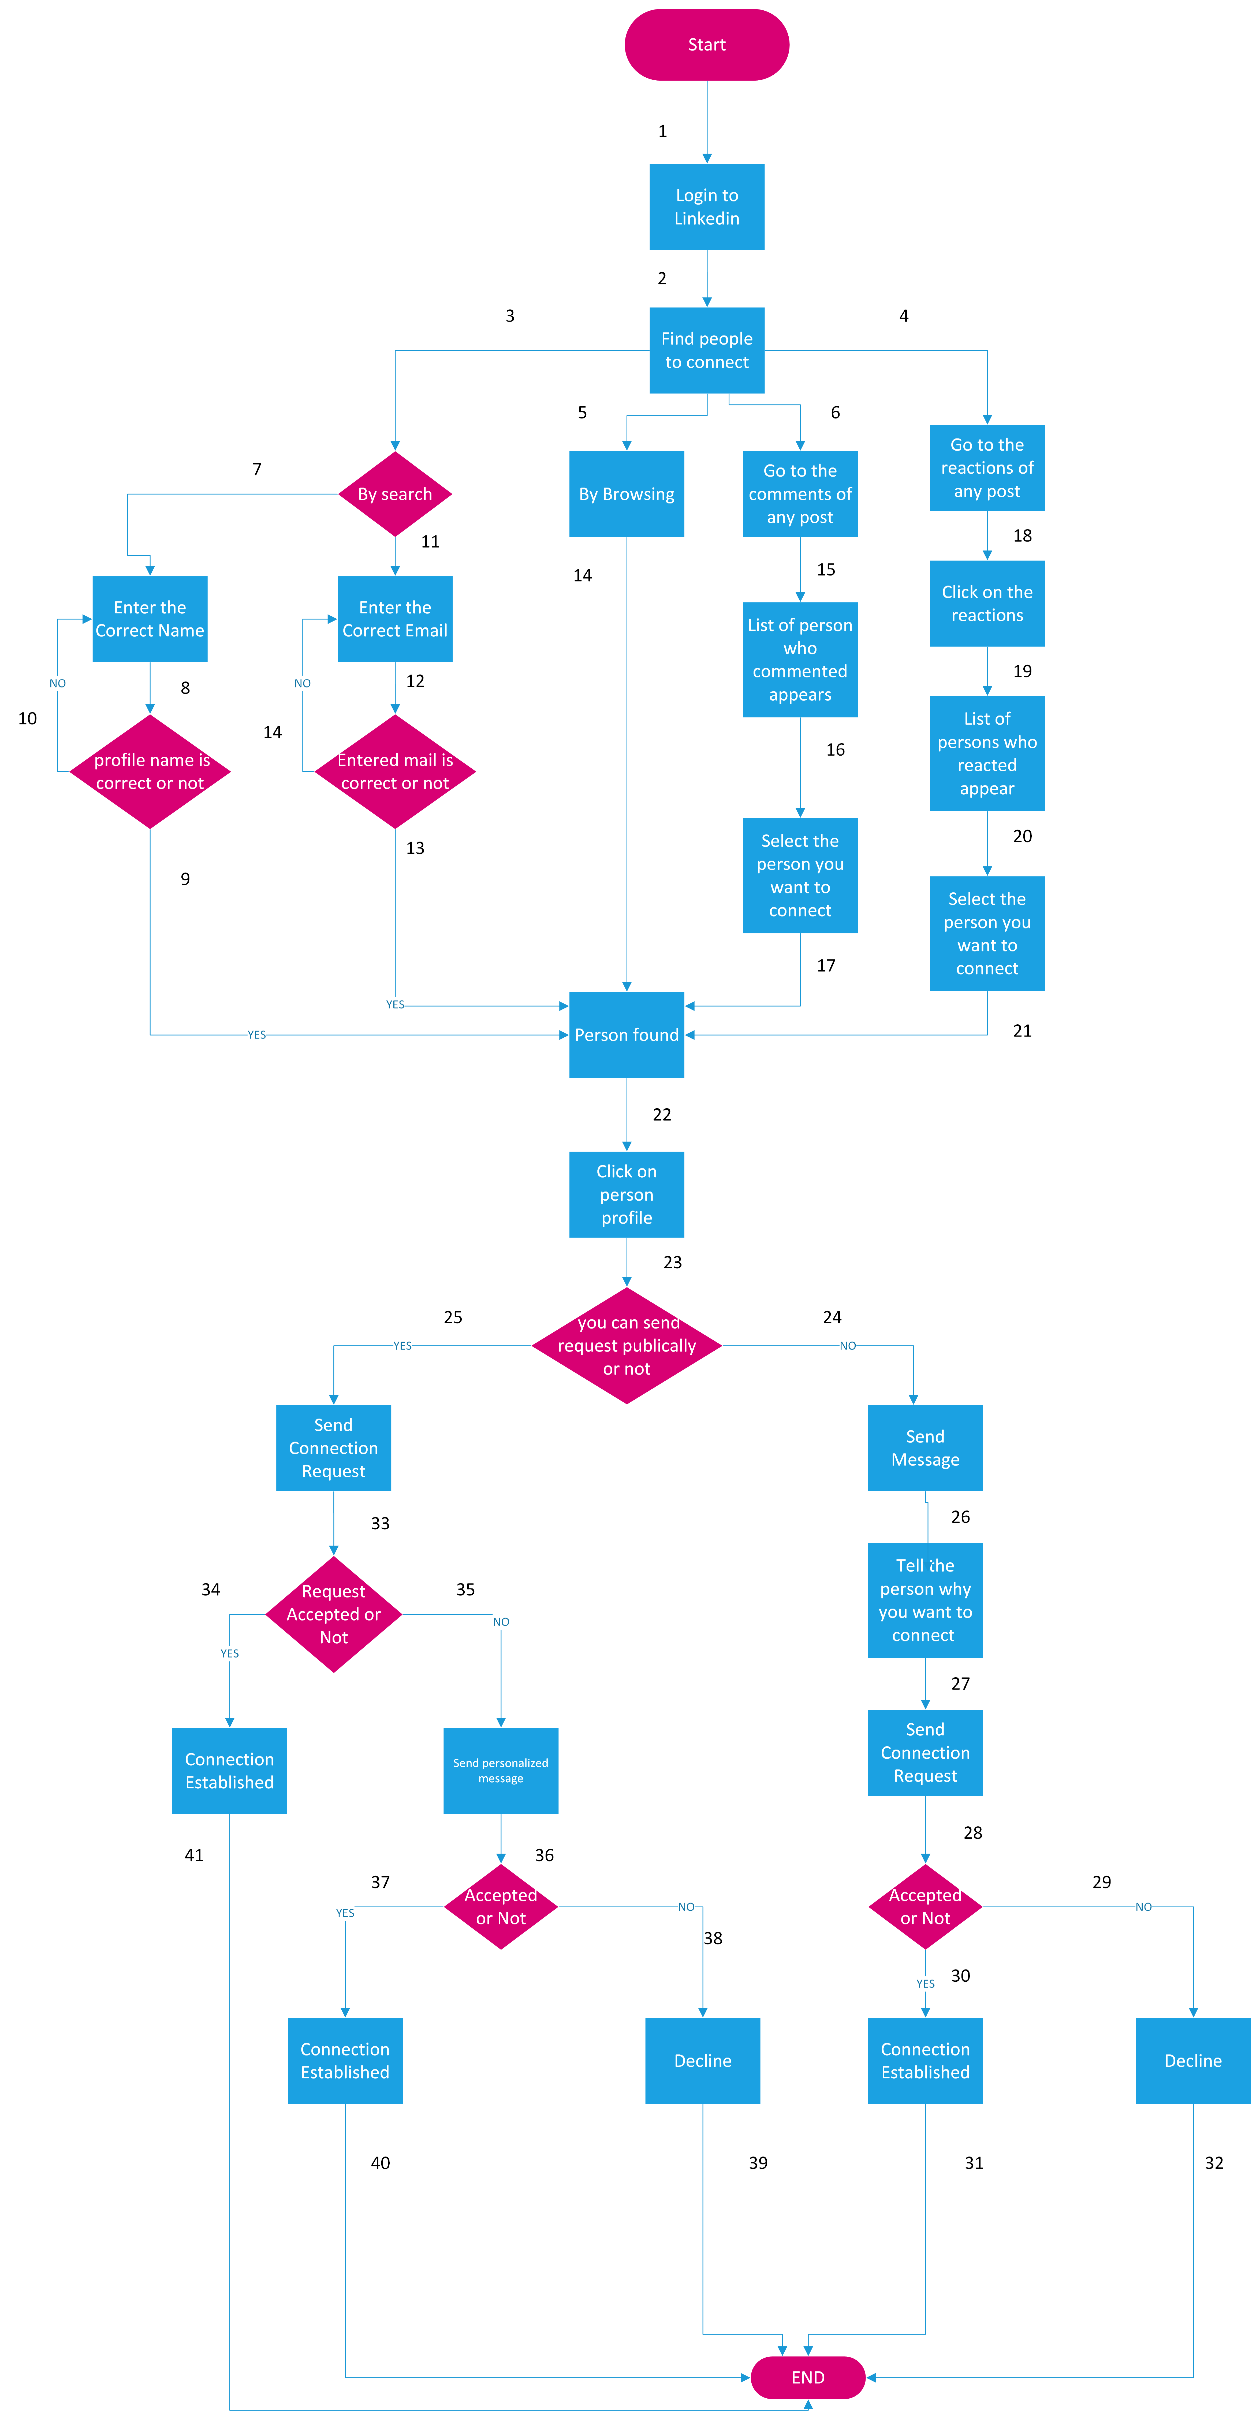 Start
1
Login to
Linkedin
2
3
4
Find people
to connect
5
6
Go to the
reactions of
any post
7
By search
By Browsing
Go to the
comments of
any post
11
18
14
15
Enter the
Correct Name
Enter the
Correct Email
List of person
who
commented
appears
Click on the
reactions
19
NO
8
NO
12
10
14
profile name is
correct or not
Entered mail is
correct or not
16
List of
persons who
reacted
appear
13
9
Select the
person you
want to
connect
20
Select the
person you
want to
connect
17
YES
YES
Person found
21
22
Click on
person
profile
23
25
24
you can send
request publically
or not
YES
NO
Send
Connection
Request
Send
Message
33
26
34
Request
Accepted or
Not
35
NO
YES
Tell the
person why
you want to
connect
27
Connection
Established
Send personalized
message
Send
Connection
Request
28
41
36
37
Accepted
or Not
YES
NO
38
Accepted
or Not
29
NO
30
YES
Connection
Established
Decline
Connection
Established
Decline
40
39
31
32
END